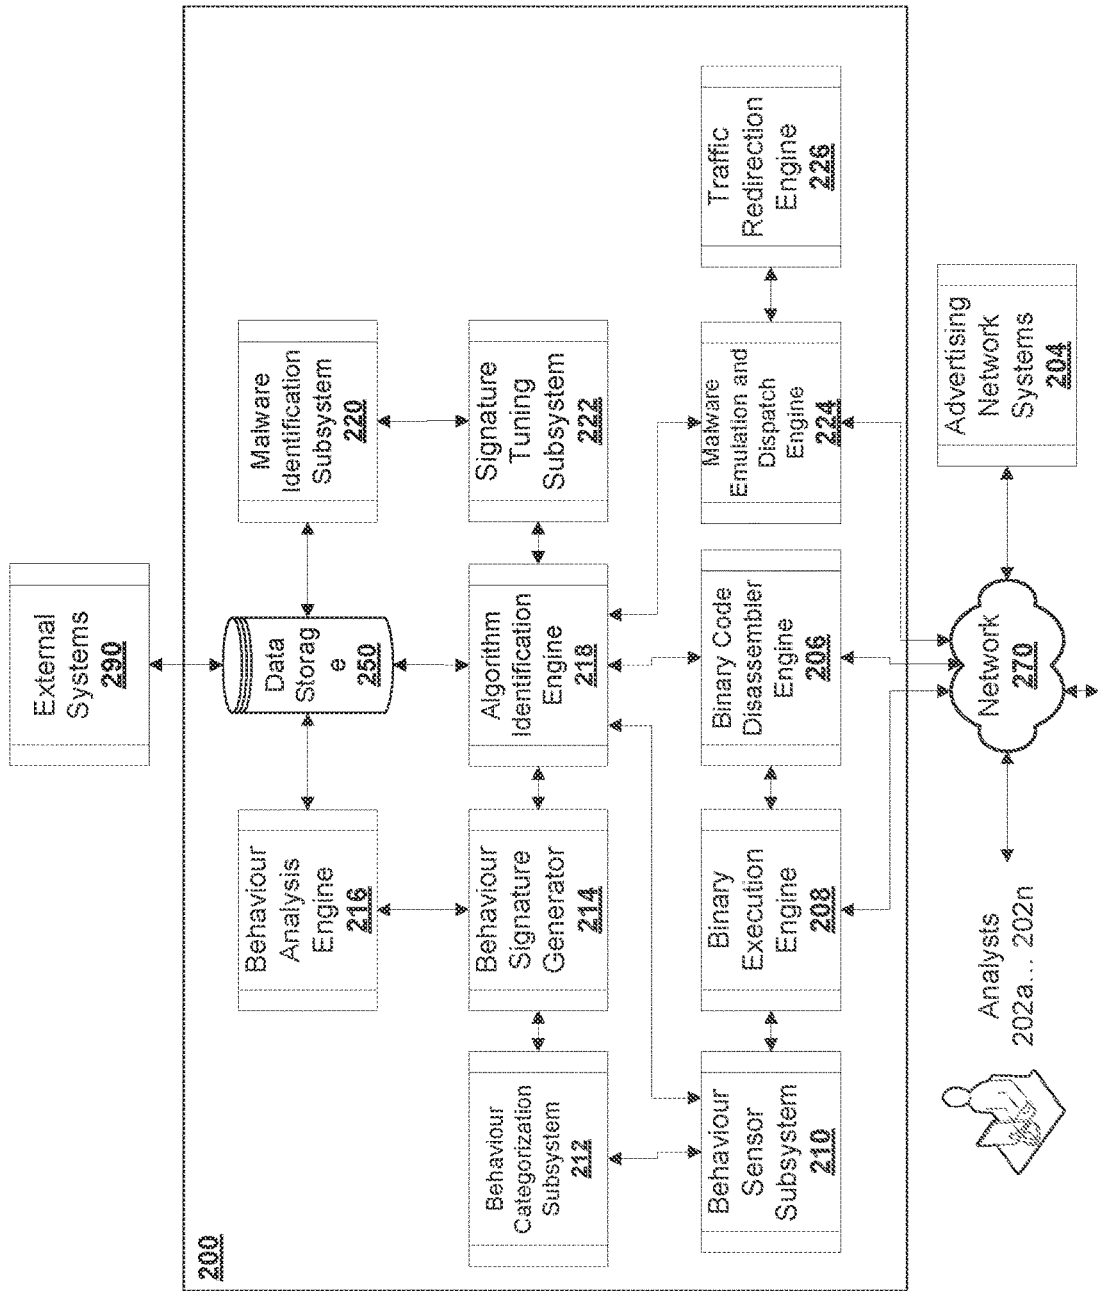 200
External
Systems
290
Behaviour
Analysis
Engine
216
Data
Storag
e
250
Malware
Identification
Subsystem
220
Behaviour
Categorization
Subsystem
212
Behaviour
Signature
Generator
214
Algorithm
Identification
Engine
218
Signature
Tuning
Subsystem
222
Behaviour
Sensor
Subsystem
210
Binary
Execution
Engine
208
Binary Code
Disassembler
Engine
206
Malware
Emulation and
Dispatch
Engine
224
Traffic
Redirection
Engine
226
Analysts
202a... 202n
Network
270
Advertising
Network
Systems
204